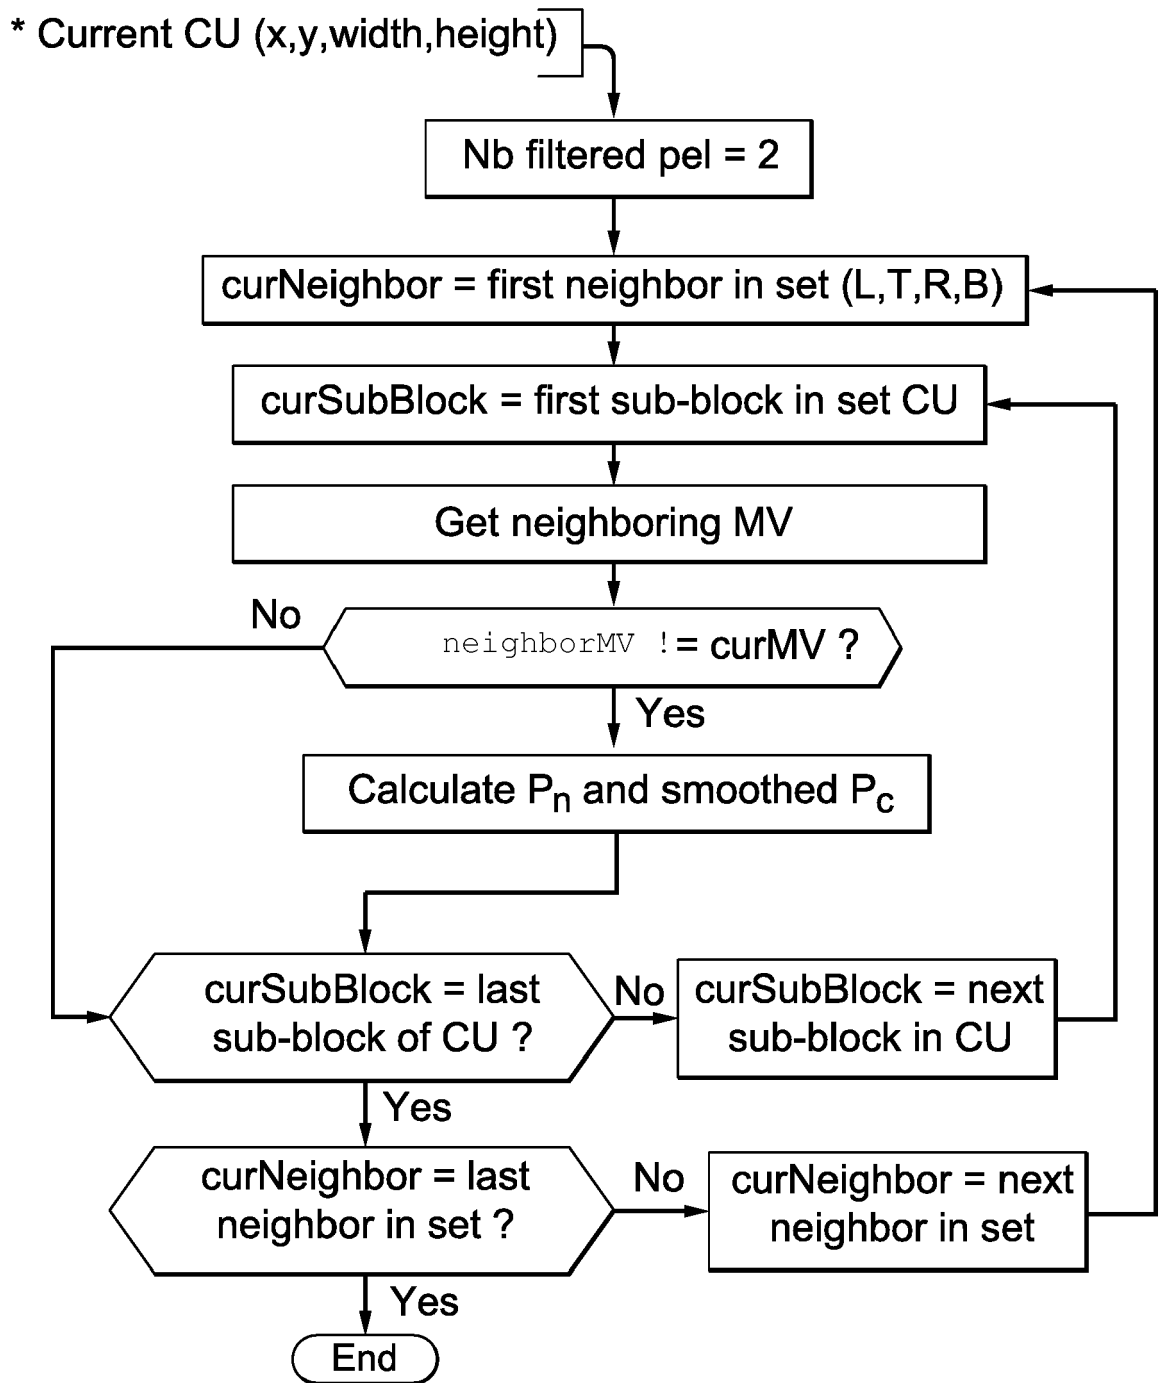 * Current CU (x,y,width,height)
Nb filtered pel = 2
curNeighbor = first neighbor in set (L,T,R,B)
curSubBlock = first sub-block in set CU
Get neighboring MV
No
neighborMV != curMV ?
Yes
Calculate Pn and smoothed Pc
curSubBlock = last
sub-block of CU ?
No
curSubBlock = next
sub-block in CU
Yes
curNeighbor = last
neighbor in set ?
No
curNeighbor = next
neighbor in set
Yes
End